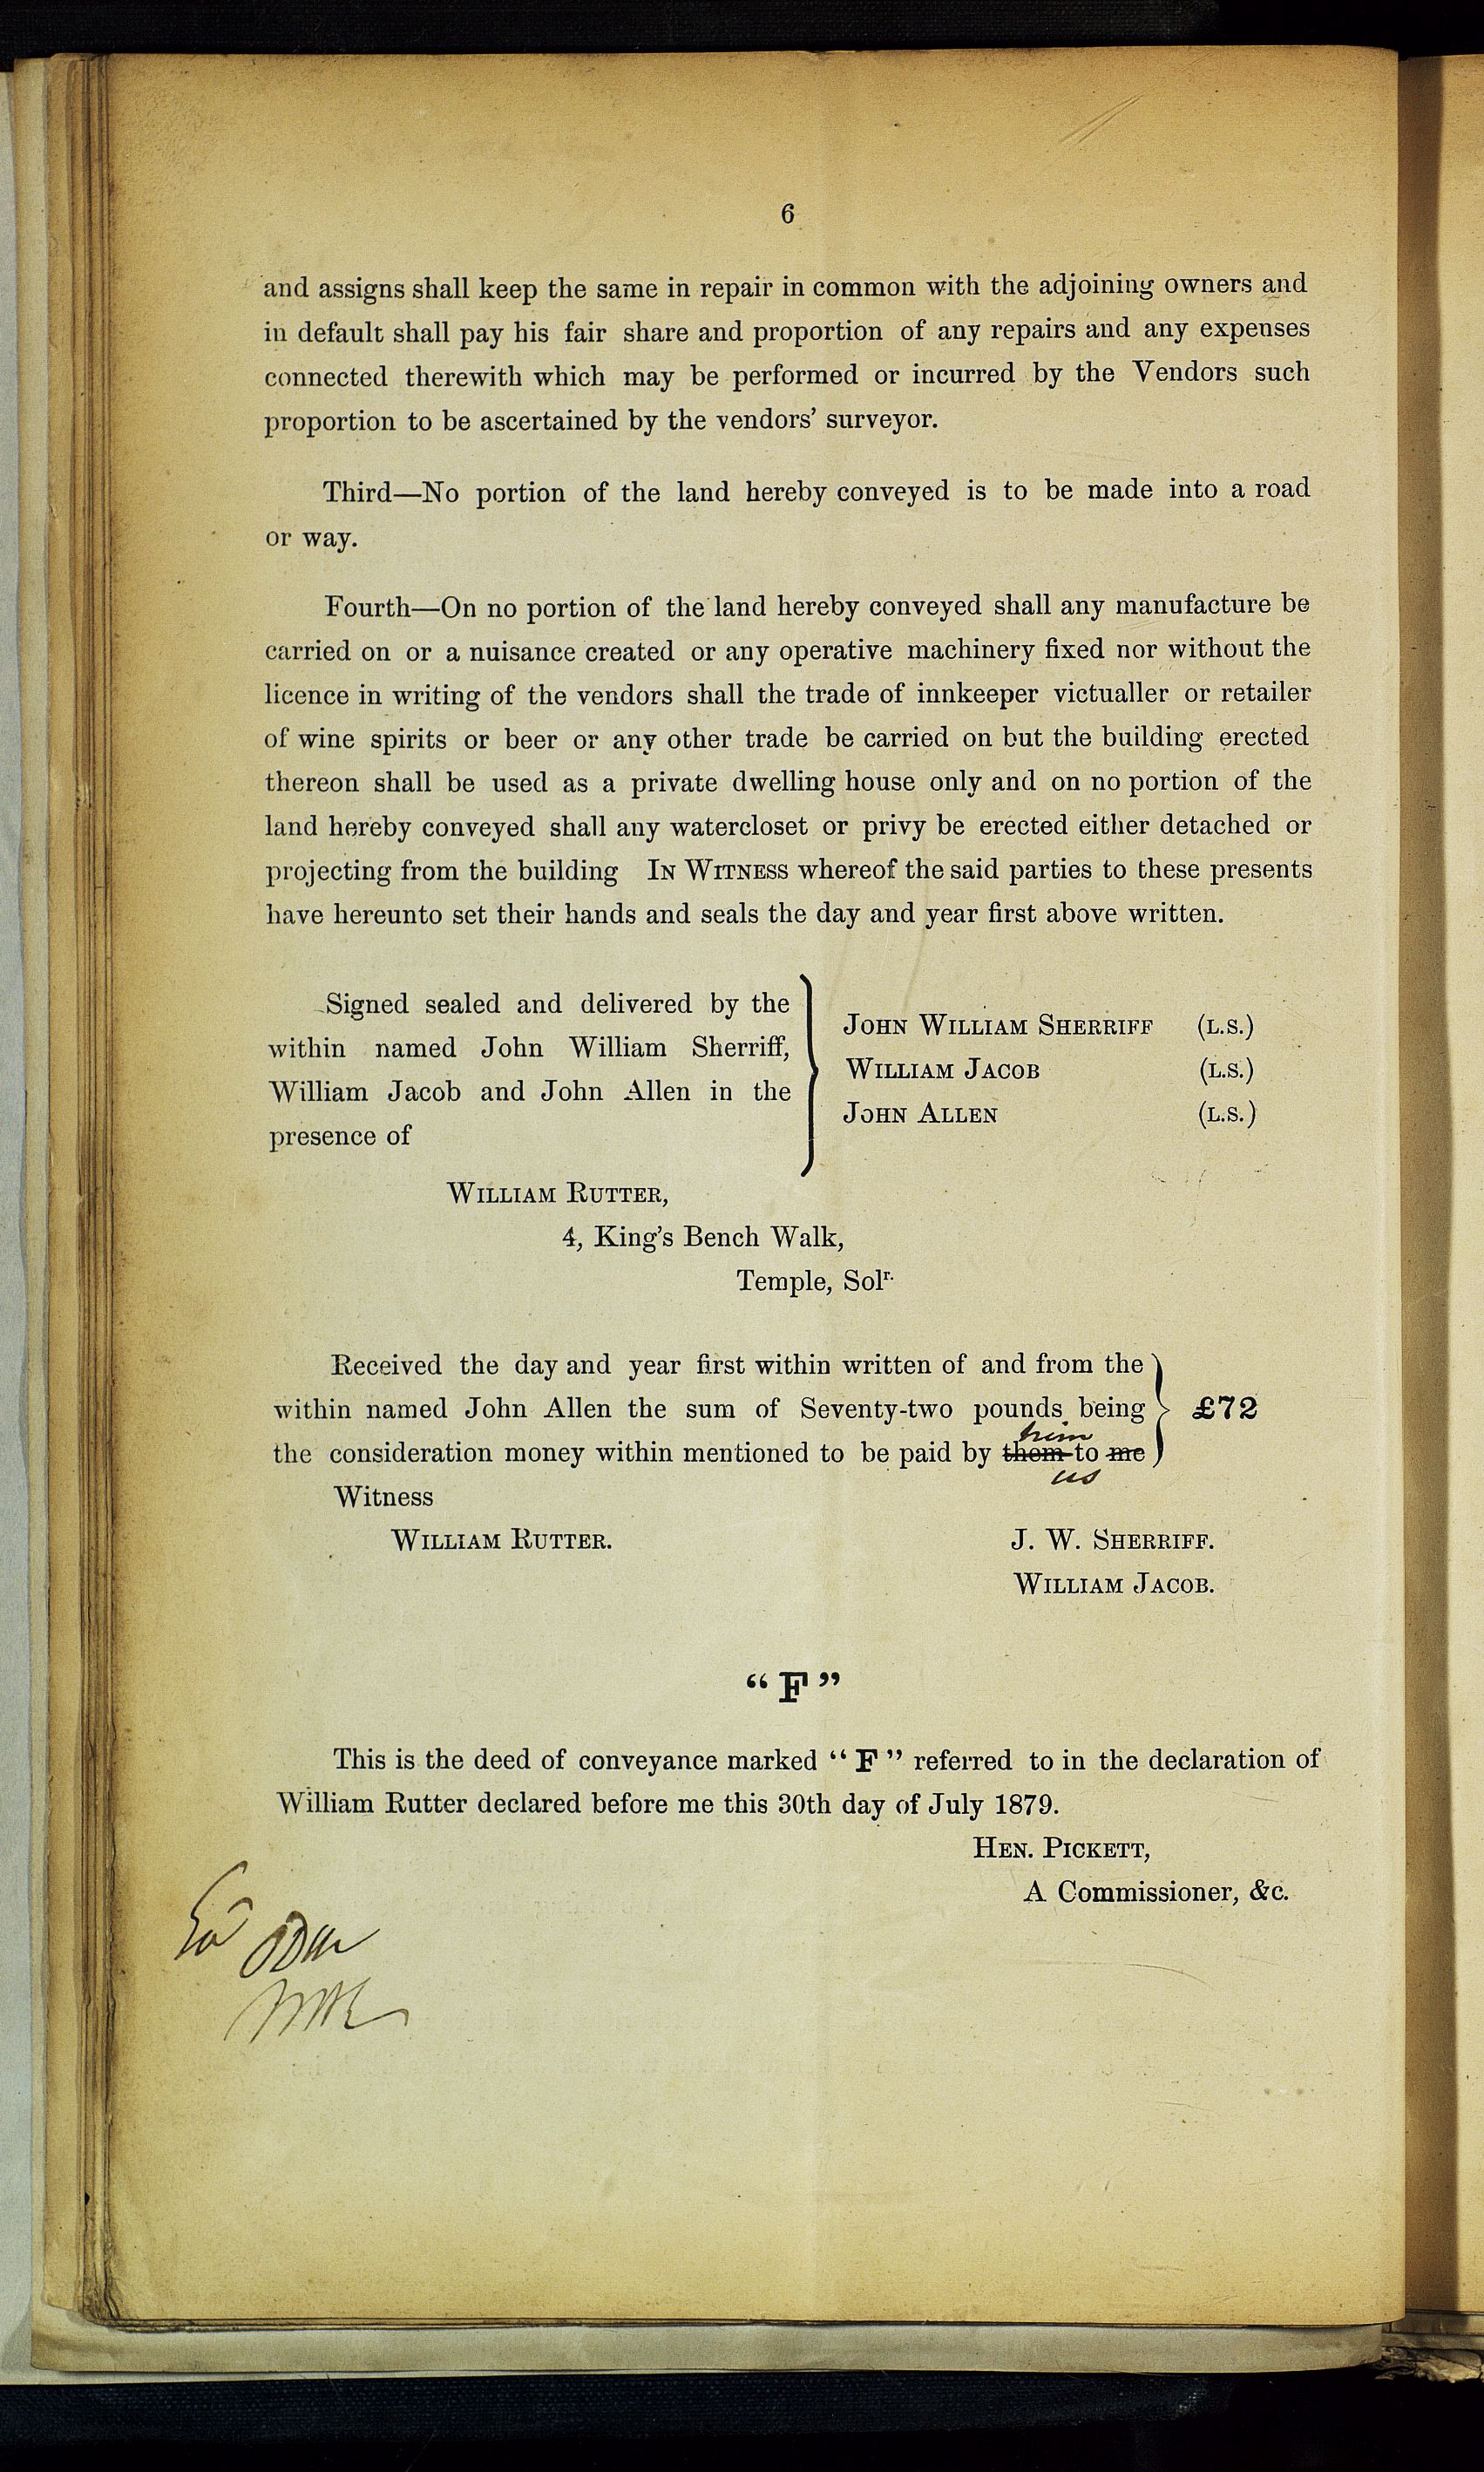 6
and assigns shall keep the same in repair in common with the adjoining owners and
in default shall pay his fair share and proportion of any repairs and any expenses
connected therewith which may be performed or incurred by the Vendors such
proportion to be ascertained by the vendors' surveyor.
Third—No portion of the land hereby conveyed is to be made into a road
or way.
Fourth—On no portion of the land hereby conveyed shall any manufacture be
carried on or a nuisance created or any operative machinery fixed nor without the
licence in writing of the vendors shall the trade of innkeeper victualler or retailer
of wine spirits or beer or any other trade be carried on but the building erected
thereon shall be used as a private dwelling house only and on no portion of the
land hereby conveyed shall any watercloset or privy be erected either detached or
projecting from the building IN WITNESS whereof the said parties to these presents
have hereunto set their hands and seals the day and year first above written.
Signed sealed and delivered by the
within named John William Sherriff,
William Jacob and John Allen in the
presence of
JOHN WILLIAM SHERRIFF (L.S.)
WILLIAM JACOB (L.S.)
JOHN ALLEN (L.S.)
WILLIAM RUTTER,
4, King's Bench Walk,
Temple, Solr.
Received the day and year first within written of and from the
within named John Allen the sum of Seventy-two pounds being £72
him
the consideration money within mentioned to be paid by them to me
us
Witness
WILLIAM RUTTER.
J. W. SHERRIFF.
WILLIAM JACOB.
"F"
This is the deed of conveyance marked "F" referred to in the declaration of
William Rutter declared before me this 30th day of July 1879.
HEN. PICKETT,
A Commissioner, &c.